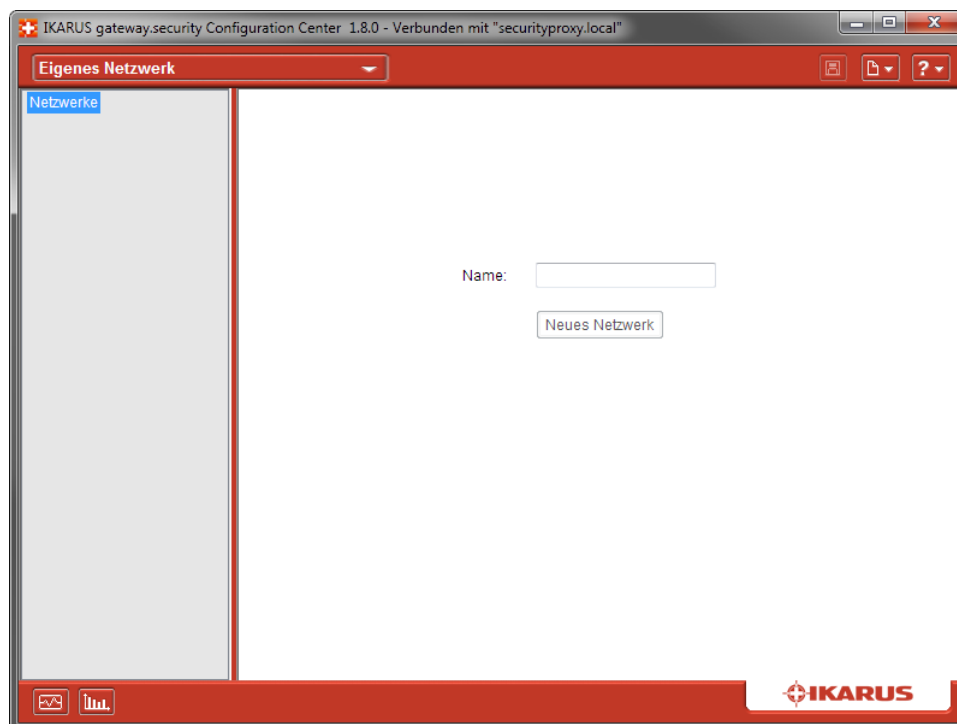 IKARUS gateway.security Configuration Center 1.8.0 - Verbunden mit "securityproxy.local"
Eigenes Netzwerk
?
Netzwerke
Name:
Neues Netzwerk
IKARUS